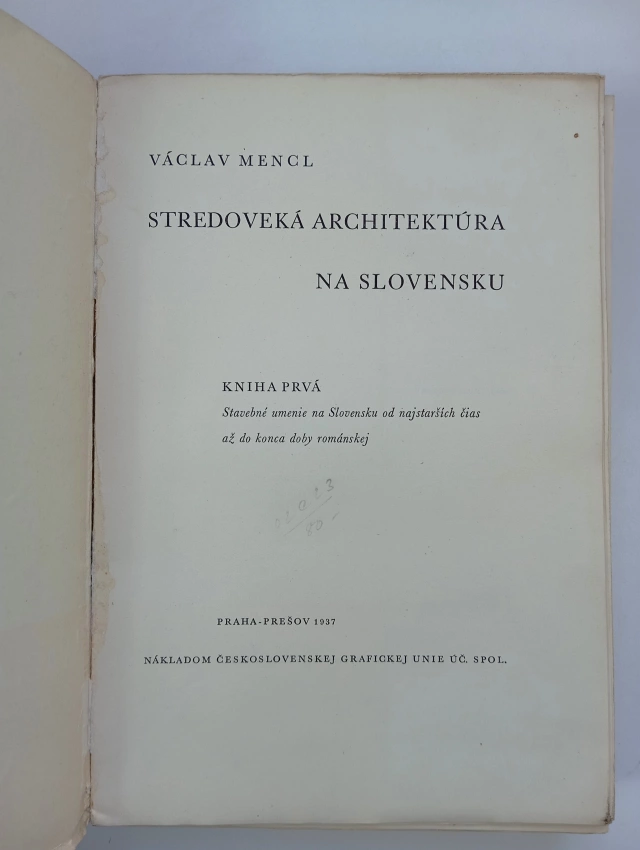 VÁCLAV MENCL
STREDOVEKÁ ARCHITEKTÚRA
NA SLOVENSKU
KNIHA PRVÁ
Stavebné umenie na Slovensku od najstarších čias
až do konca doby románskej
PRAHA-PREŠOV 1937
NÁKLADOM ČESKOSLOVENSKEJ GRAFICKEJ UNIE ÚČ. SPOL.